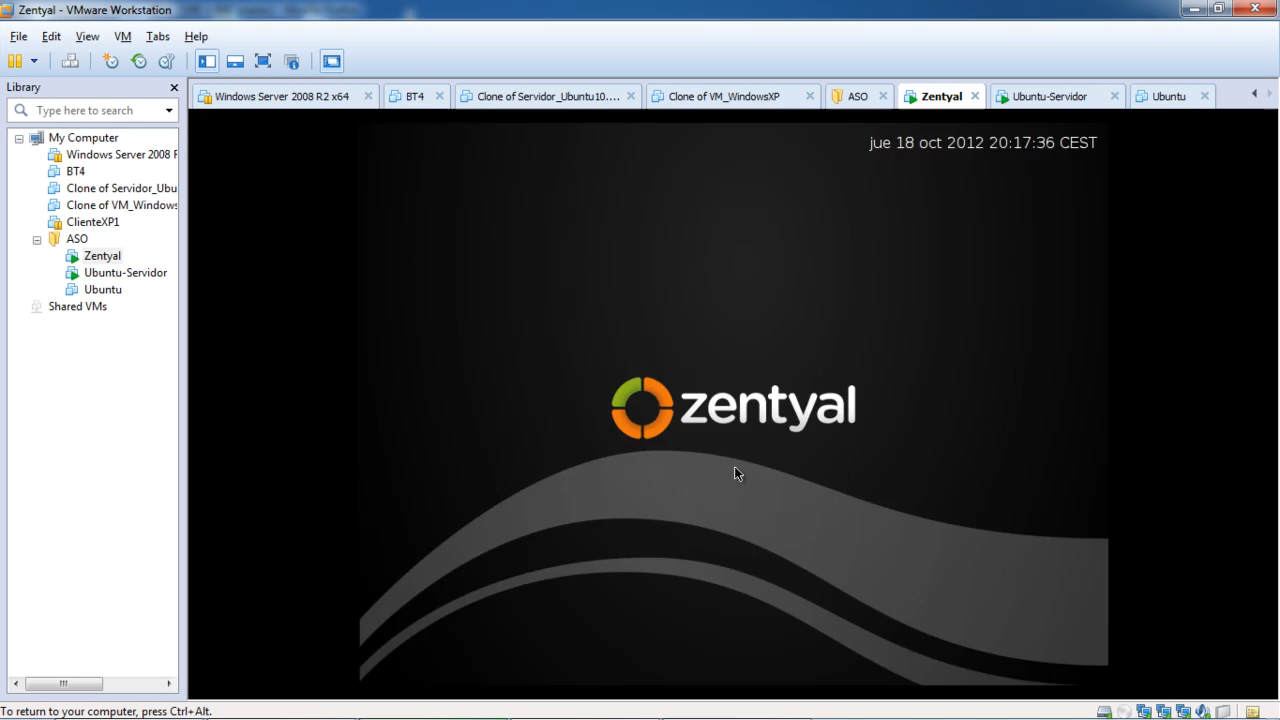 Zentyal - VMware Workstation
File Edit View VM Tabs Help
Library
Type here to search
Windows Server 2008 R2 x64
BT4
Clone of Servidor_Ubuntu10....
Clone of VM_WindowsXP
ASO
Zentyal
Ubuntu-Servidor
Ubuntu
My Computer
Windows Server 2008 R
BT4
Clone of Servidor_Ubu
Clone of VM_Windows
ClienteXP1
ASO
Zentyal
Ubuntu-Servidor
Ubuntu
Shared VMs
jue 18 oct 2012 20:17:36 CEST
zentyal
To return to your computer, press Ctrl+Alt.